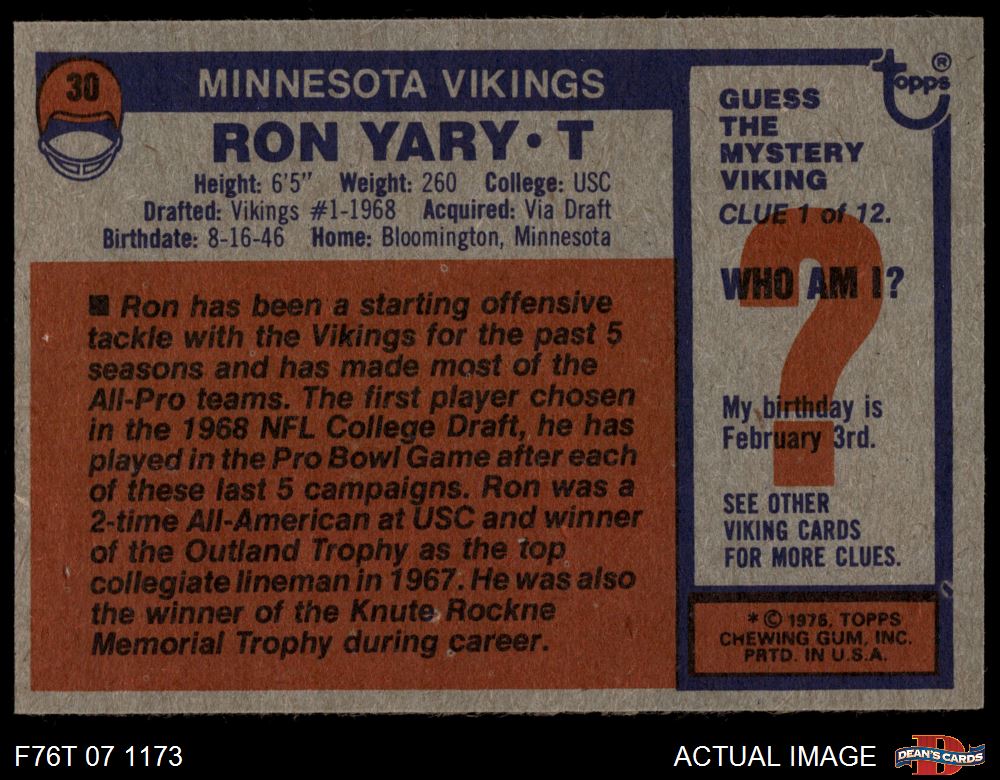 30
MINNESOTA VIKINGS
RON YARY • T
Height: 6'5" Weight: 260 College: USC
Drafted: Vikings #1-1968 Acquired: Via Draft
Birthdate: 8-16-46 Home: Bloomington, Minnesota
■ Ron has been a starting offensive
tackle with the Vikings for the past 5
seasons and has made most of the
All-Pro teams. The first player chosen
in the 1968 NFL College Draft, he has
played in the Pro Bowl Game after each
of these last 5 campaigns. Ron was a
2-time All-American at USC and winner
of the Outland Trophy as the top
collegiate lineman in 1967. He was also
the winner of the Knute Rockne
Memorial Trophy during career.
topps ®
GUESS
THE
MYSTERY
VIKING
CLUE 1 of 12.
?
WHO AM I?
My birthday is
February 3rd.
SEE OTHER
VIKING CARDS
FOR MORE CLUES.
* © 1976, TOPPS
CHEWING GUM, INC.
PRTD. IN U.S.A.
F76T 07 1173
ACTUAL IMAGE
D
DEAN'S CARDS